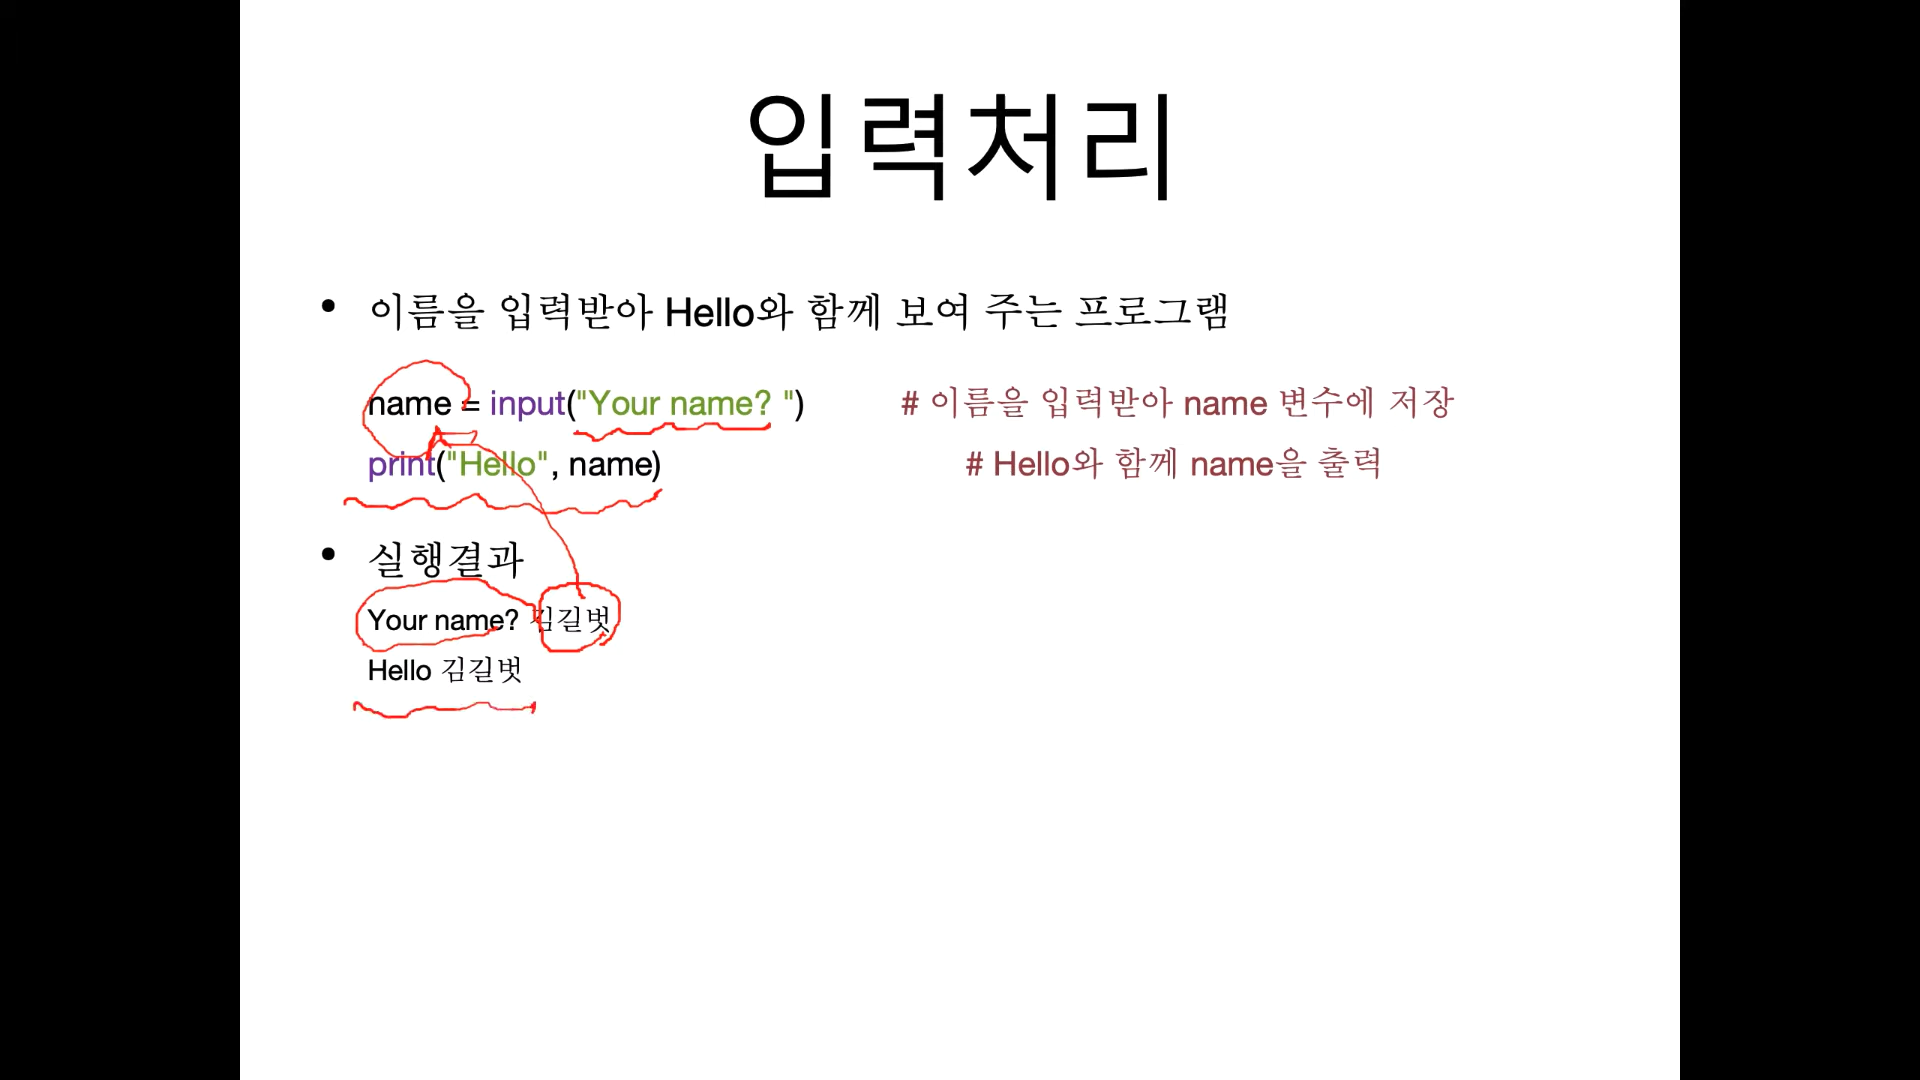 입력처리
• 이름을 입력받아 Hello와 함께 보여 주는 프로그램
name = input("Your name? ") # 이름을 입력받아 name 변수에 저장
print("Hello", name) # Hello와 함께 name을 출력
• 실행결과
Your name? 김길벗
Hello 김길벗